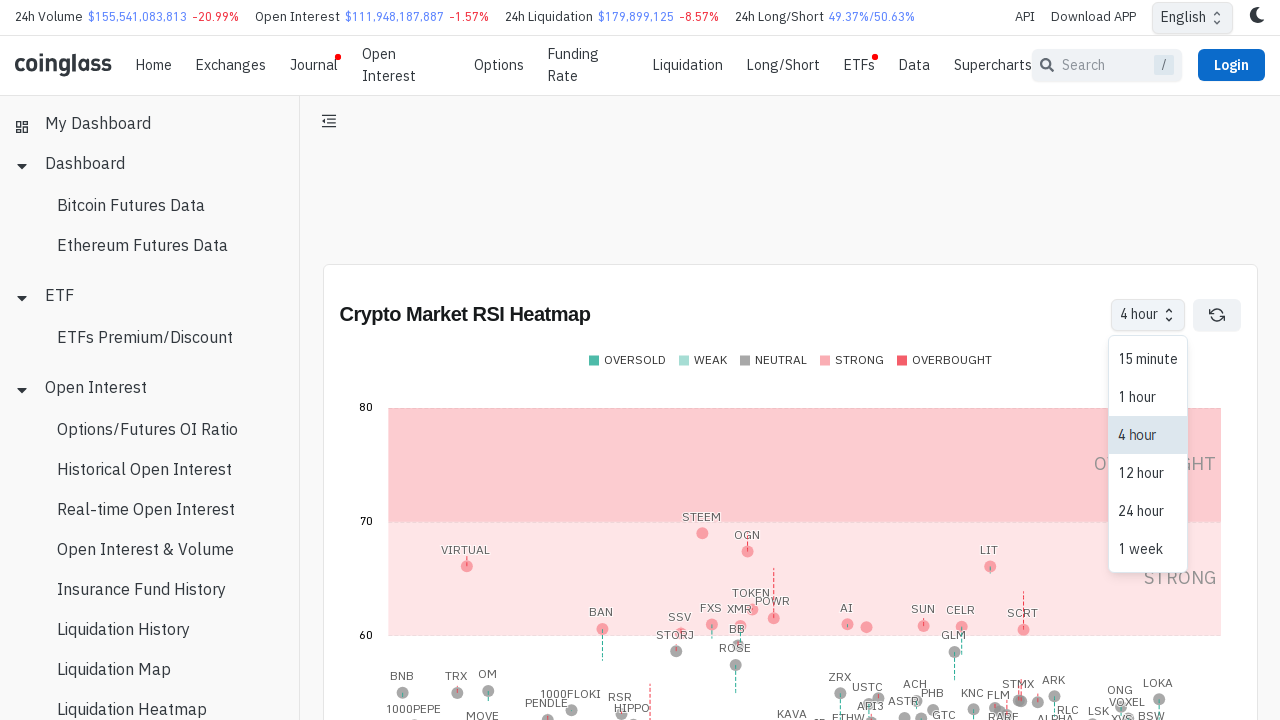 24h Volume $155,541,083,813 -20.99% Open Interest $111,948,187,887 -1.57% 24h Liquidation $179,899,125 -8.57% 24h Long/Short 49.37%/50.63% API Download APP English
coinglass Home Exchanges Journal Open Interest Options Funding Rate Liquidation Long/Short ETFs Data Supercharts Search / Login
My Dashboard
Dashboard
Bitcoin Futures Data
Ethereum Futures Data
ETF
ETFs Premium/Discount
Open Interest
Options/Futures OI Ratio
Historical Open Interest
Real-time Open Interest
Open Interest & Volume
Insurance Fund History
Liquidation History
Liquidation Map
Liquidation Heatmap
Crypto Market RSI Heatmap
4 hour
15 minute
1 hour
4 hour
12 hour
24 hour
1 week
OVERSOLD WEAK NEUTRAL STRONG OVERBOUGHT
80
70
STEEM
OGN
VIRTUAL LIT
STRONG
TOKEN
POWR
BAN FXS XMR AI SUN CELR SCRT
SSV
60
STORJ BB GLM
ROSE
BNB TRX OM ZRX LOKA
ACH STMX ARK
USTC
1000FLOKI RSR PHB KNC FLM ONG
PENDLE ASTR VOXEL
1000PEPE HIPPO API3 RLC
MOVE KAVA GTC LSK
BSW